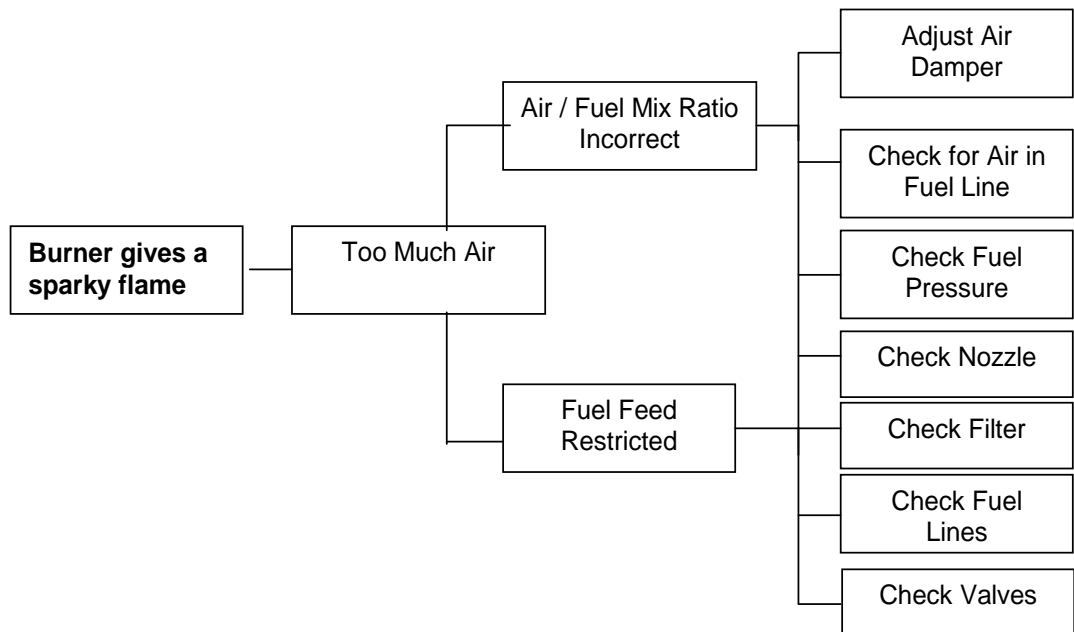 Burner gives a
sparky flame
Too Much Air
Air / Fuel Mix Ratio
Incorrect
Fuel Feed
Restricted
Adjust Air
Damper
Check for Air in
Fuel Line
Check Fuel
Pressure
Check Nozzle
Check Filter
Check Fuel
Lines
Check Valves